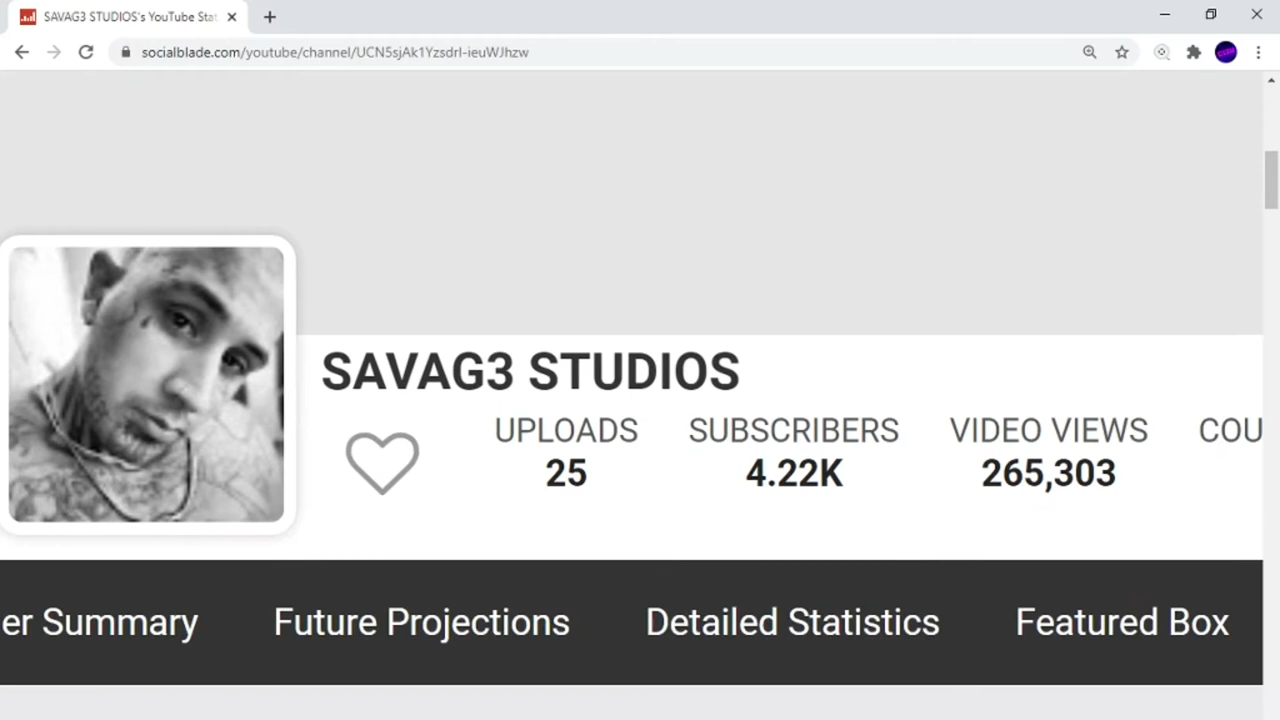 SAVAG3 STUDIOS's YouTube Stat
socialblade.com/youtube/channel/UCN5sjAk1Yzsdrl-ieuWJhzw
SAVAG3 STUDIOS
UPLOADS SUBSCRIBERS VIDEO VIEWS COU
25 4.22K 265,303
er Summary Future Projections Detailed Statistics Featured Box